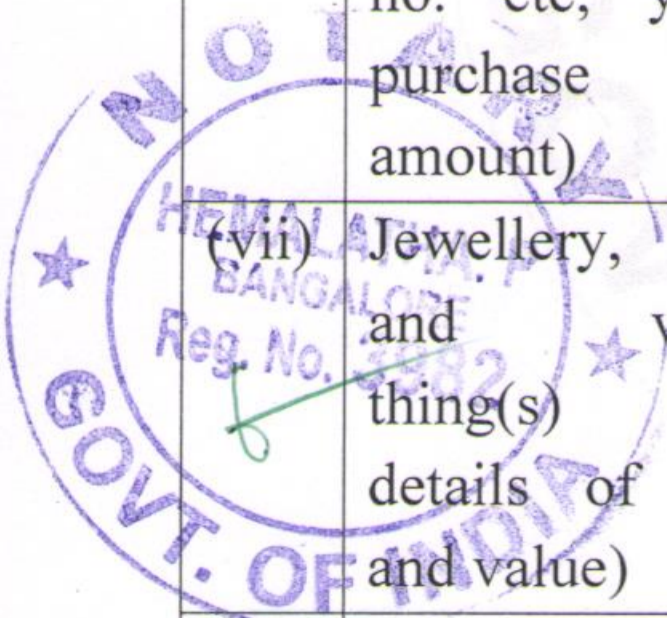 no. etc,
purchase
amount)
(vii) Jewellery,
and
thing(s)
details of
and value)
NOTARY
HEMALATHA. P
BANGALORE
Reg. No. 3982
GOVT. OF INDIA